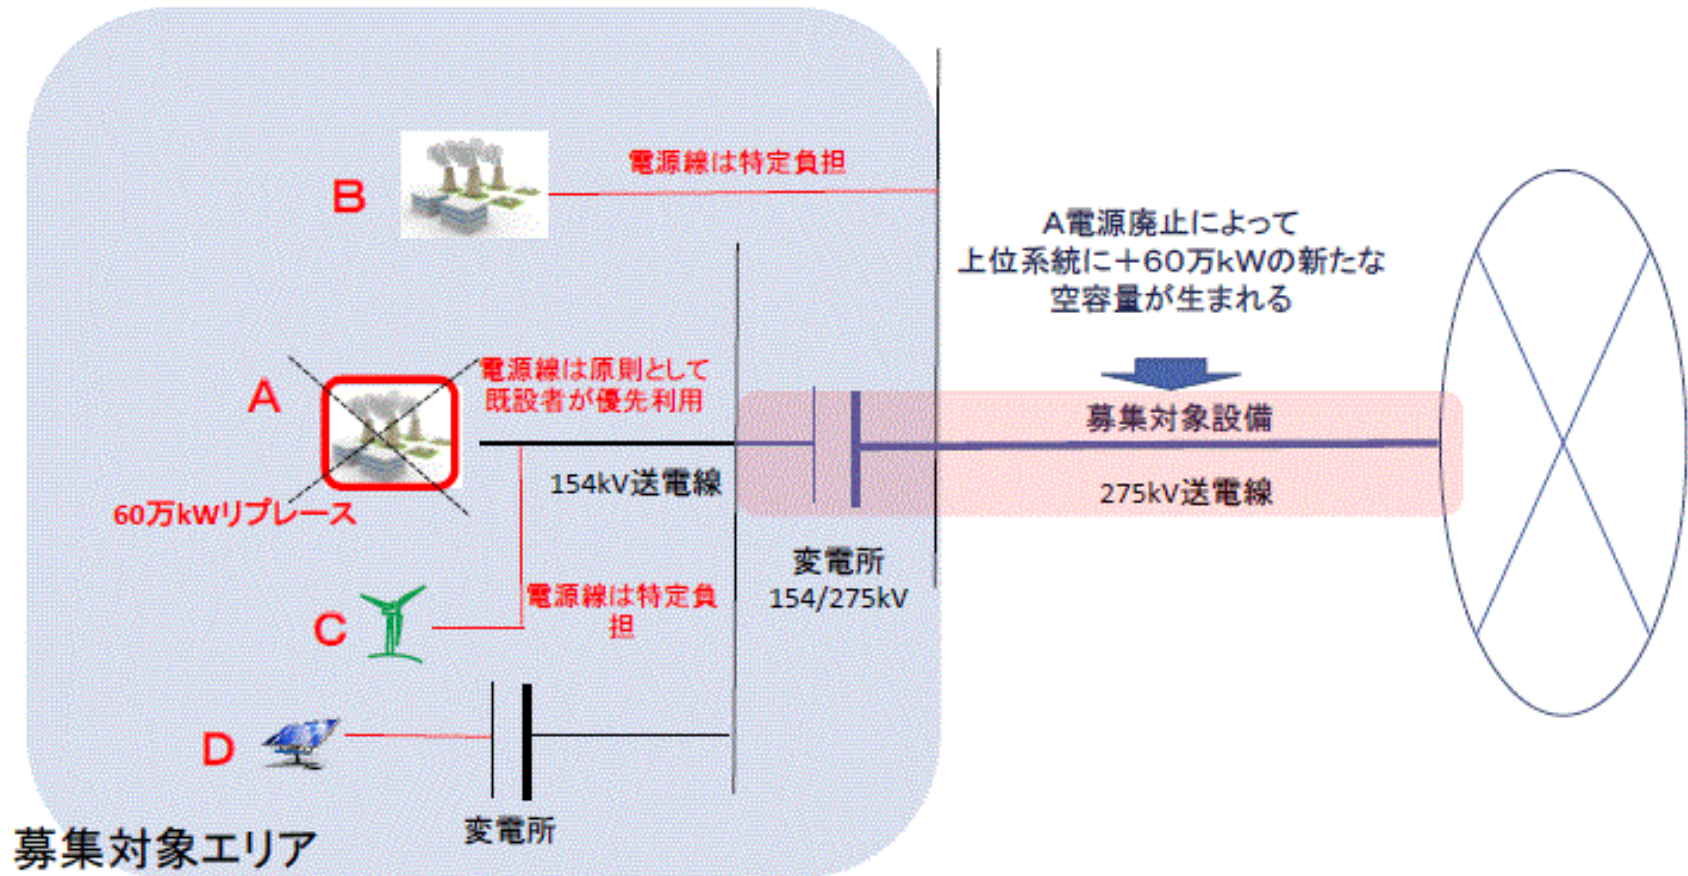 B
電源線は特定負担
A電源廃止によって
上位系統に＋60万kWの新たな
空容量が生まれる
A
電源線は原則として
既設者が優先利用
募集対象設備
154kV送電線
275kV送電線
60万kWリプレース
変電所
154/275kV
C
電源線は特定負
担
D
変電所
募集対象エリア